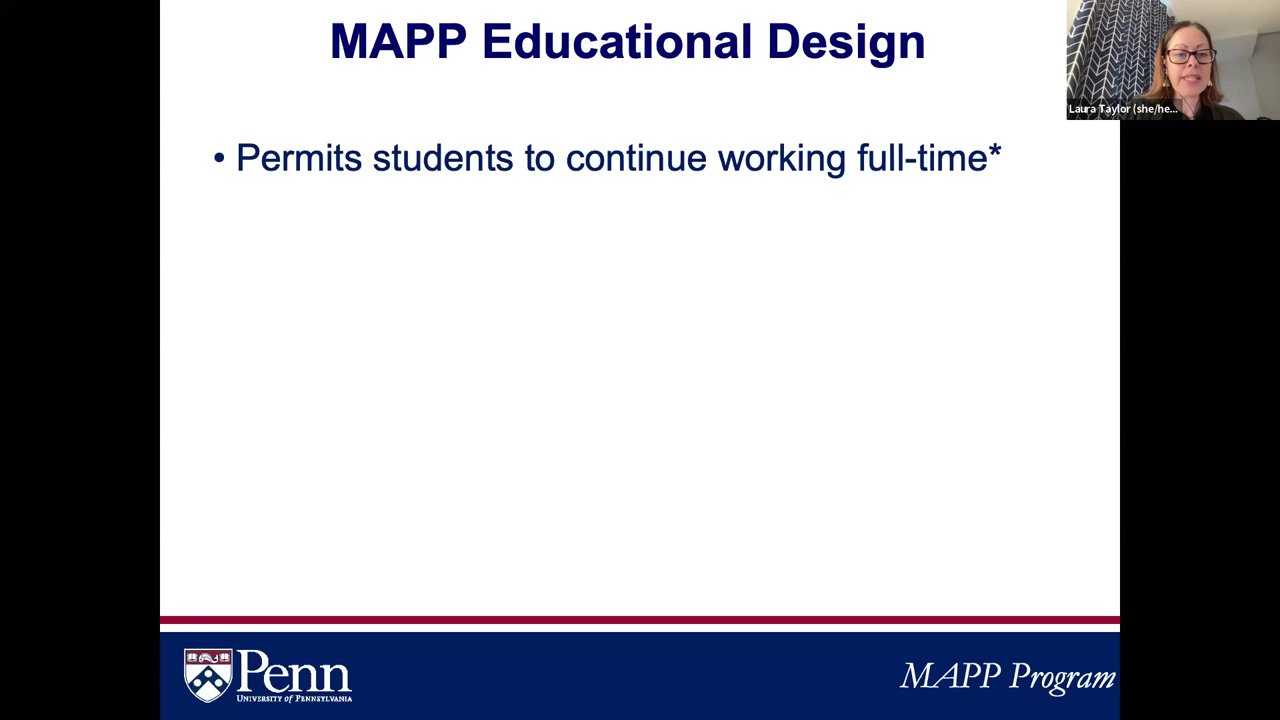 MAPP Educational Design
Laura Taylor (she/he...
• Permits students to continue working full-time*
Penn
UNIVERSITY of PENNSYLVANIA
MAPP Program